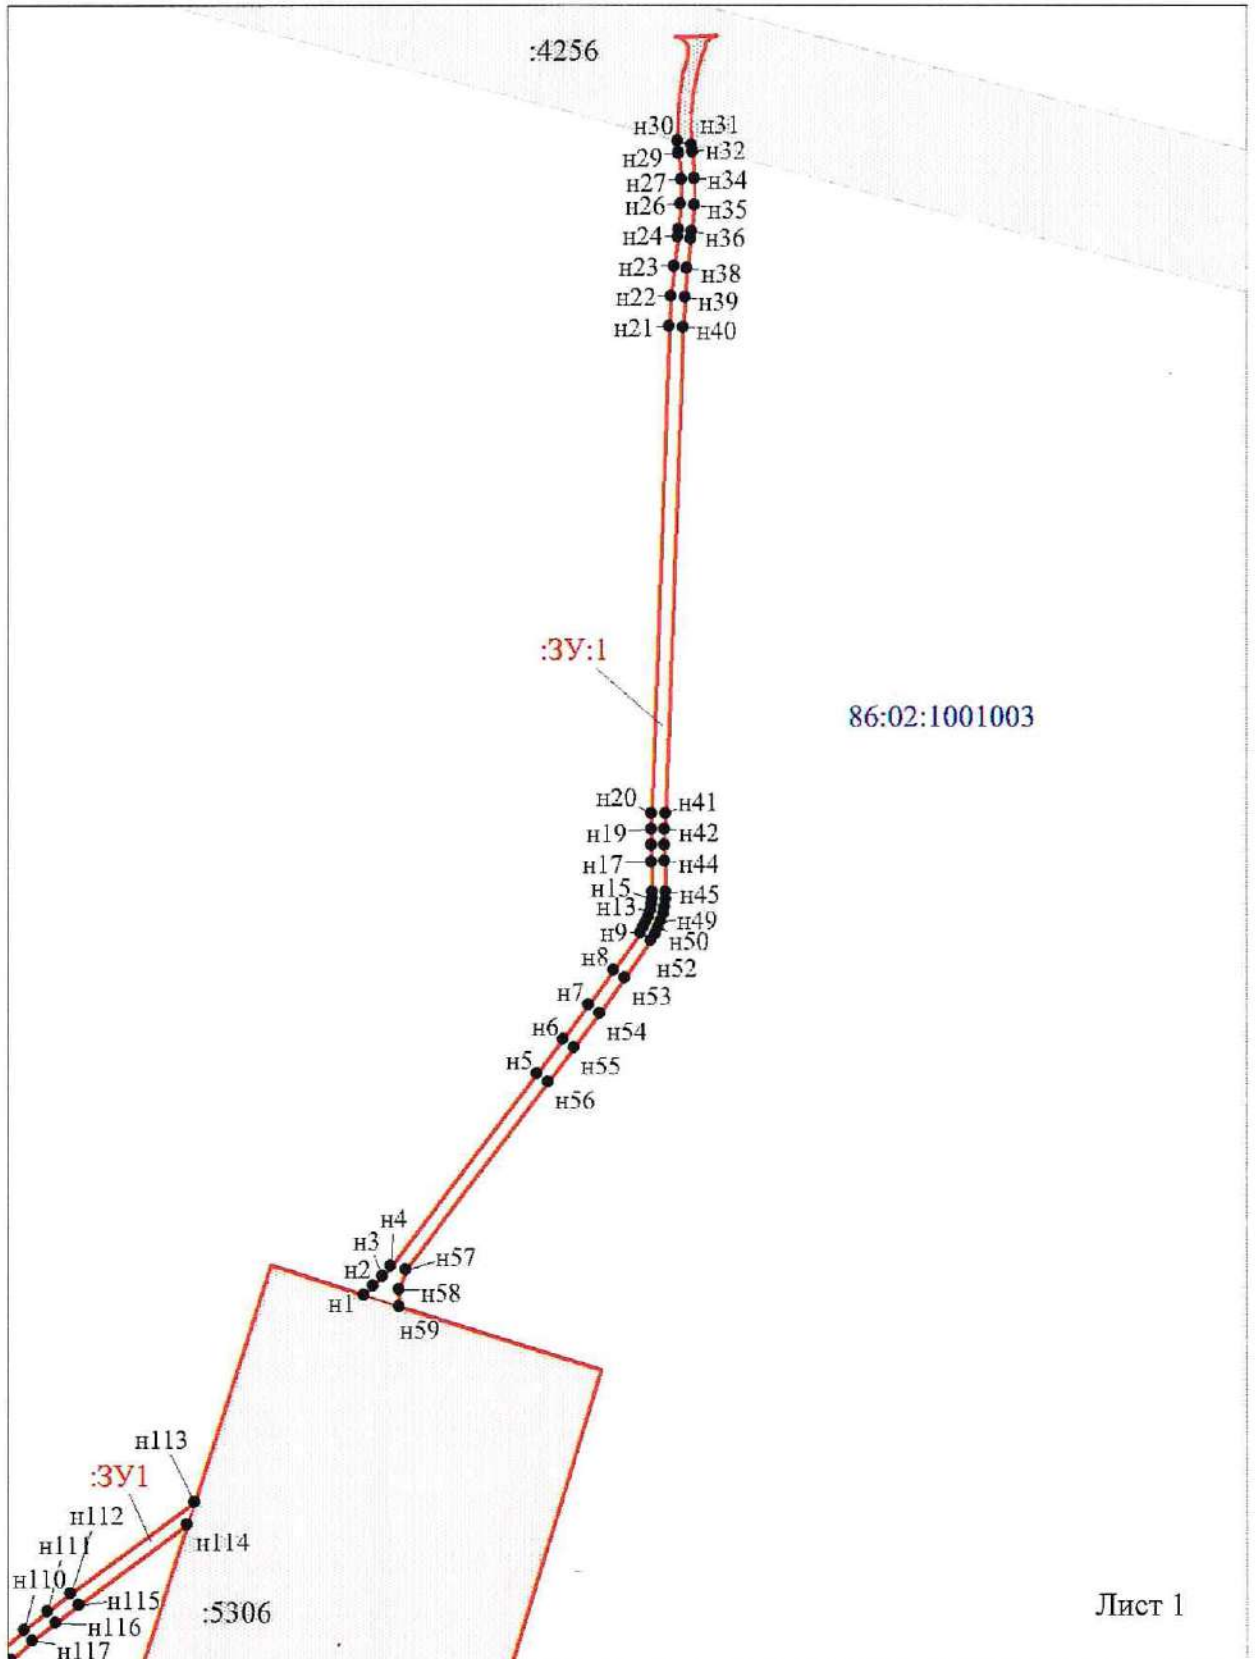 :4256
н30
н31
н29
н32
н27
н34
н26
н35
н24
н36
н23
н38
н22
н39
н21
н40
:ЗУ:1
86:02:1001003
н20
н41
н19
н42
н17
н44
н15
н45
н13
н49
н9
н50
н8
н52
н7
н53
н6
н54
н5
н55
н56
н4
н3
н57
н2
н58
н1
н59
н113
:ЗУ1
н112
н111
н114
н110
н115
:5306
н116
н117
Лист 1